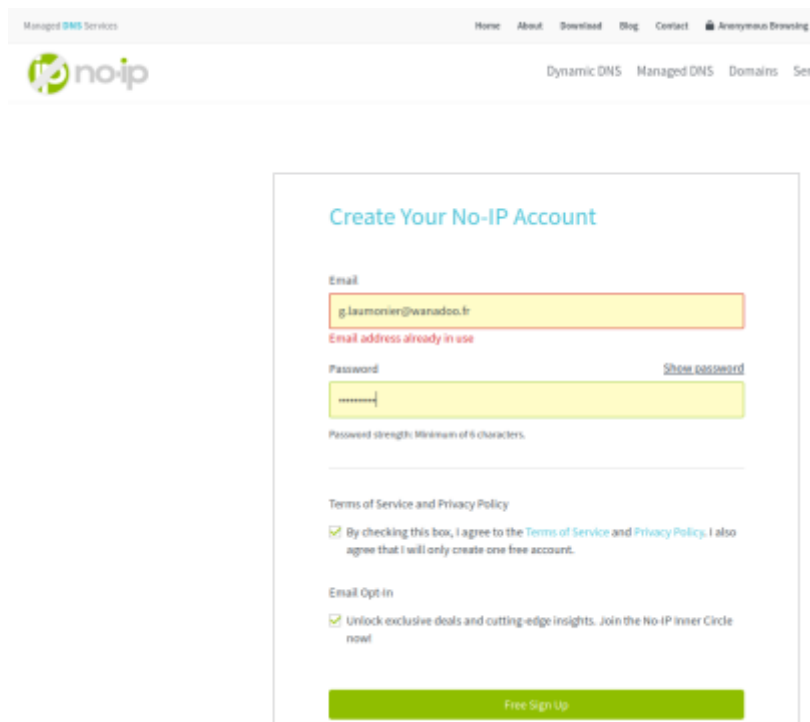 Managed DNS Services
Home About Download Blog Contact Anonymous Browsing
no-ip
Dynamic DNS Managed DNS Domains
Create Your No-IP Account
Email
g.laumonier@wanadoo.fr
Email address already in use
Password Show password
Password strength: Minimum of 6 characters.
Terms of Service and Privacy Policy
By checking this box, I agree to the Terms of Service and Privacy Policy. I also
agree that I will only create one free account.
Email Opt-In
Unlock exclusive deals and cutting-edge insights. Join the No-IP Inner Circle
now!
Free Sign Up